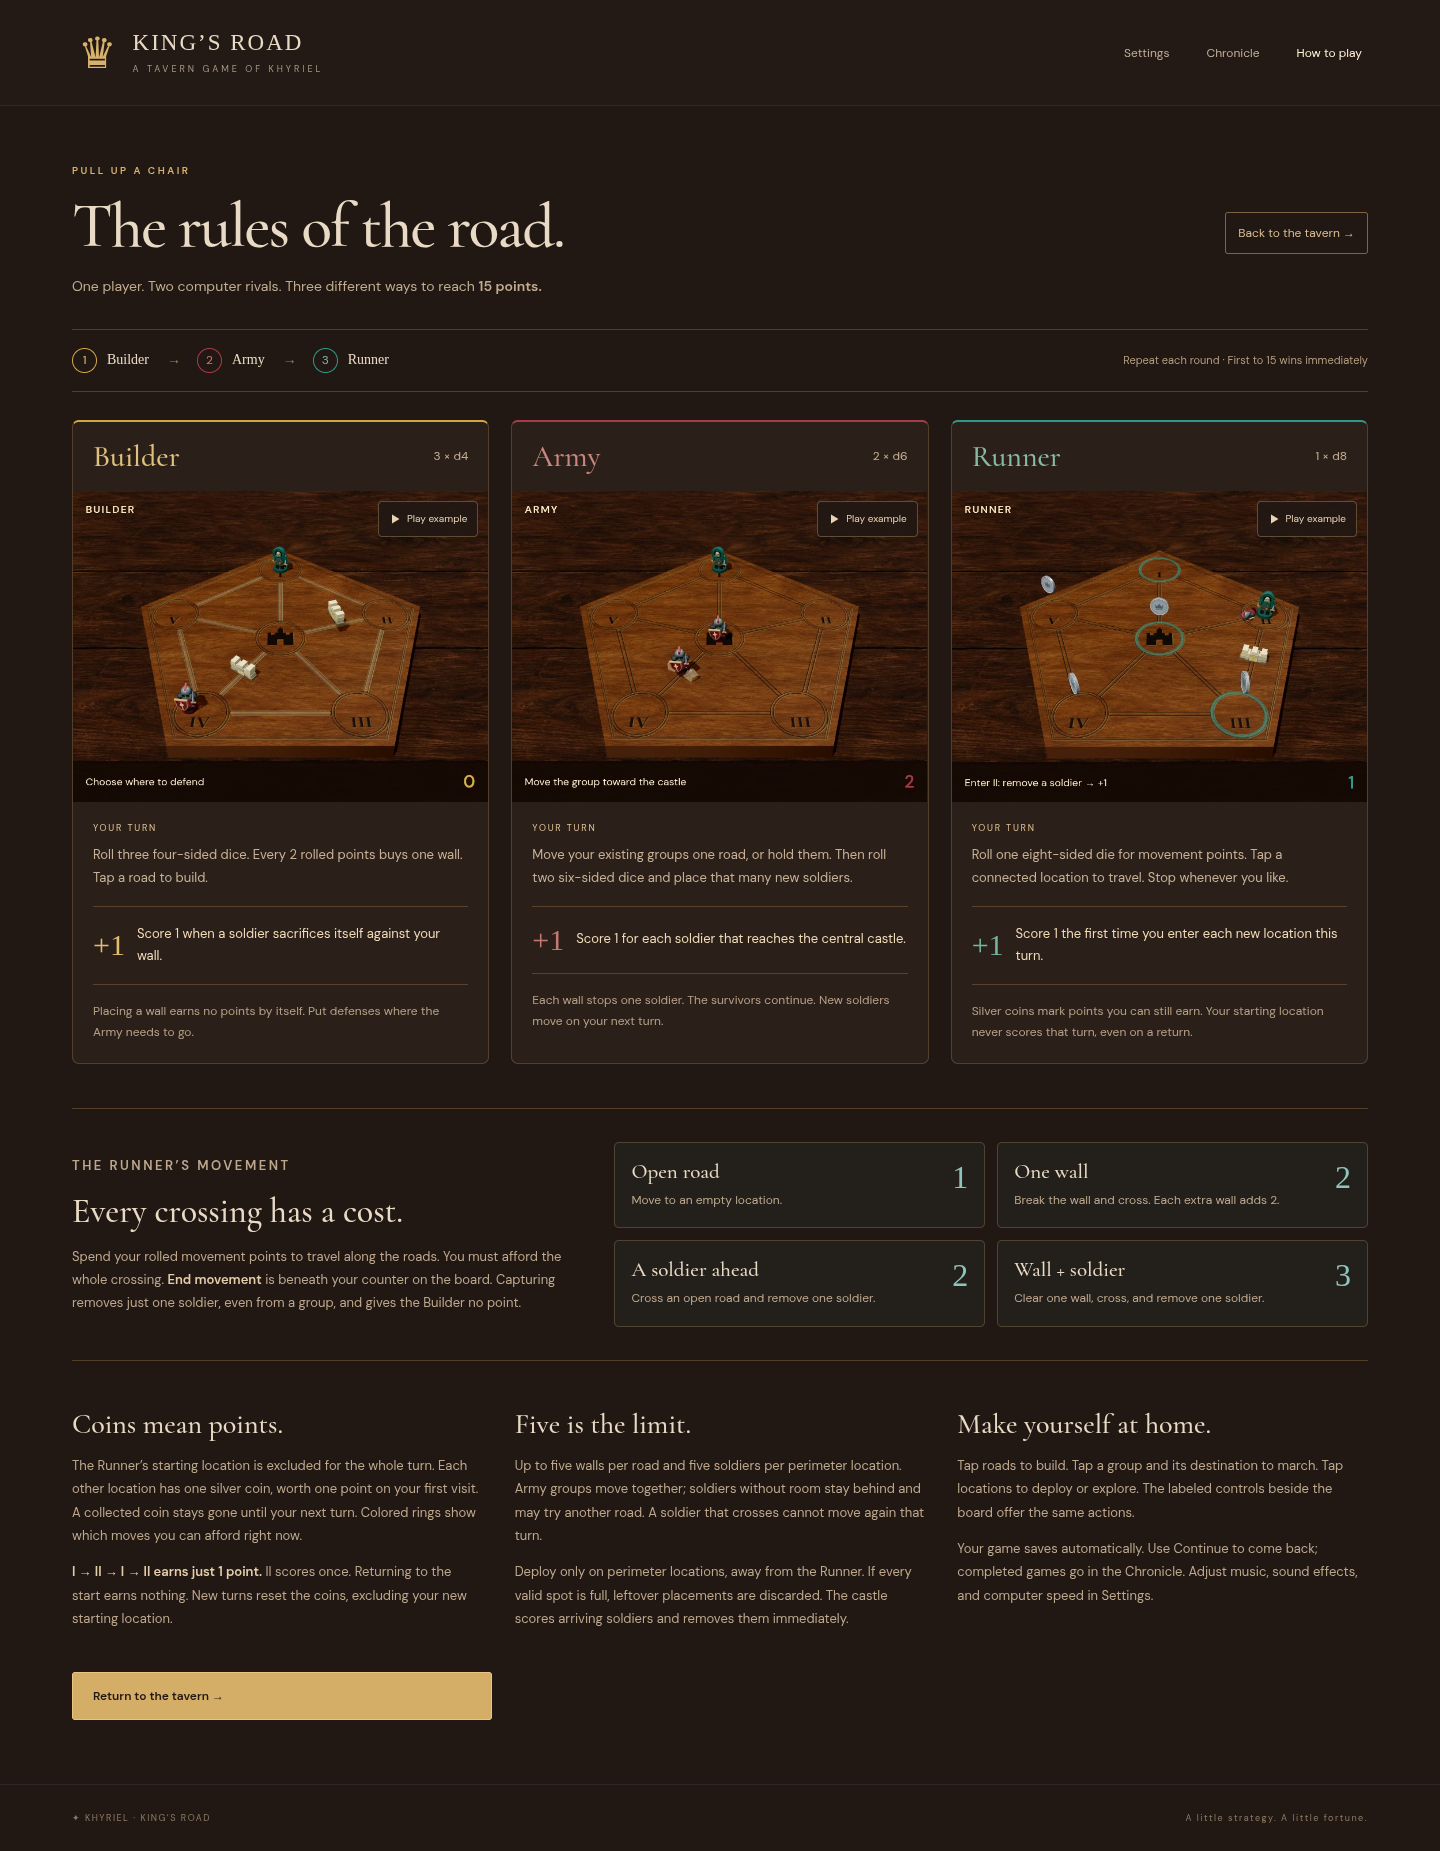 KING’S ROAD
A TAVERN GAME OF KHYRIEL
Settings
Chronicle
How to play
PULL UP A CHAIR
The rules of the road.
Back to the tavern →
One player. Two computer rivals. Three different ways to reach 15 points.
1 Builder → 2 Army → 3 Runner
Repeat each round · First to 15 wins immediately
Builder
3 × d4
BUILDER
Play example
V
II
IV
III
Choose where to defend
0
YOUR TURN
Roll three four-sided dice. Every 2 rolled points buys one wall.
Tap a road to build.
+1
Score 1 when a soldier sacrifices itself against your
wall.
Placing a wall earns no points by itself. Put defenses where the
Army needs to go.
Army
2 × d6
ARMY
Play example
V
II
IV
III
Move the group toward the castle
2
YOUR TURN
Move your existing groups one road, or hold them. Then roll
two six-sided dice and place that many new soldiers.
+1
Score 1 for each soldier that reaches the central castle.
Each wall stops one soldier. The survivors continue. New soldiers
move on your next turn.
Runner
1 × d8
RUNNER
Play example
I
V
II
IV
III
Enter II: remove a soldier → +1
1
YOUR TURN
Roll one eight-sided die for movement points. Tap a
connected location to travel. Stop whenever you like.
+1
Score 1 the first time you enter each new location this
turn.
Silver coins mark points you can still earn. Your starting location
never scores that turn, even on a return.
THE RUNNER’S MOVEMENT
Every crossing has a cost.
Spend your rolled movement points to travel along the roads. You must afford the
whole crossing. End movement is beneath your counter on the board. Capturing
removes just one soldier, even from a group, and gives the Builder no point.
Open road
1
Move to an empty location.
One wall
2
Break the wall and cross. Each extra wall adds 2.
A soldier ahead
2
Cross an open road and remove one soldier.
Wall + soldier
3
Clear one wall, cross, and remove one soldier.
Coins mean points.
The Runner’s starting location is excluded for the whole turn. Each
other location has one silver coin, worth one point on your first visit.
A collected coin stays gone until your next turn. Colored rings show
which moves you can afford right now.
I → II → I → II earns just 1 point. II scores once. Returning to the
start earns nothing. New turns reset the coins, excluding your new
starting location.
Five is the limit.
Up to five walls per road and five soldiers per perimeter location.
Army groups move together; soldiers without room stay behind and
may try another road. A soldier that crosses cannot move again that
turn.
Deploy only on perimeter locations, away from the Runner. If every
valid spot is full, leftover placements are discarded. The castle
scores arriving soldiers and removes them immediately.
Make yourself at home.
Tap roads to build. Tap a group and its destination to march. Tap
locations to deploy or explore. The labeled controls beside the
board offer the same actions.
Your game saves automatically. Use Continue to come back;
completed games go in the Chronicle. Adjust music, sound effects,
and computer speed in Settings.
Return to the tavern →
✦ KHYRIEL · KING’S ROAD
A little strategy. A little fortune.